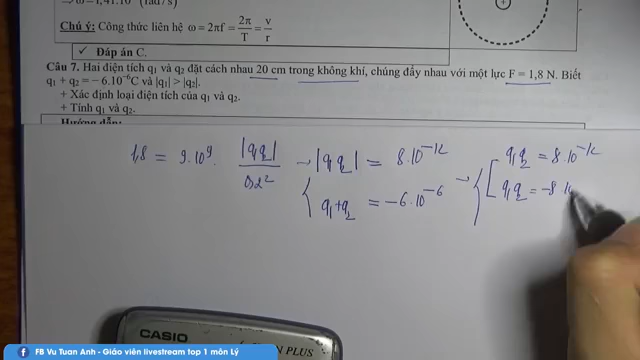 Chú ý: Công thức liên hệ ω = 2πf = 2π/T = v/r
✓ Đáp án C.
Câu 7. Hai điện tích q₁ và q₂ đặt cách nhau 20 cm trong không khí, chúng đẩy nhau với một lực F = 1,8 N. Biết
q₁ + q₂ = – 6.10⁻⁶C và |q₁| > |q₂|.
+ Xác định loại điện tích của q₁ và q₂.
+ Tính q₁ và q₂.
Hướng dẫn:
1,8 = 9.10⁹. |q₁q₂|/0,2² → |q₁q₂| = 8.10⁻¹²
q₁+q₂ = -6.10⁻⁶
q₁q₂ = 8.10⁻¹²
q₁q₂ = -8.10
CASIO
PLUS
FB Vu Tuan Anh - Giáo viên livestream top 1 môn Lý